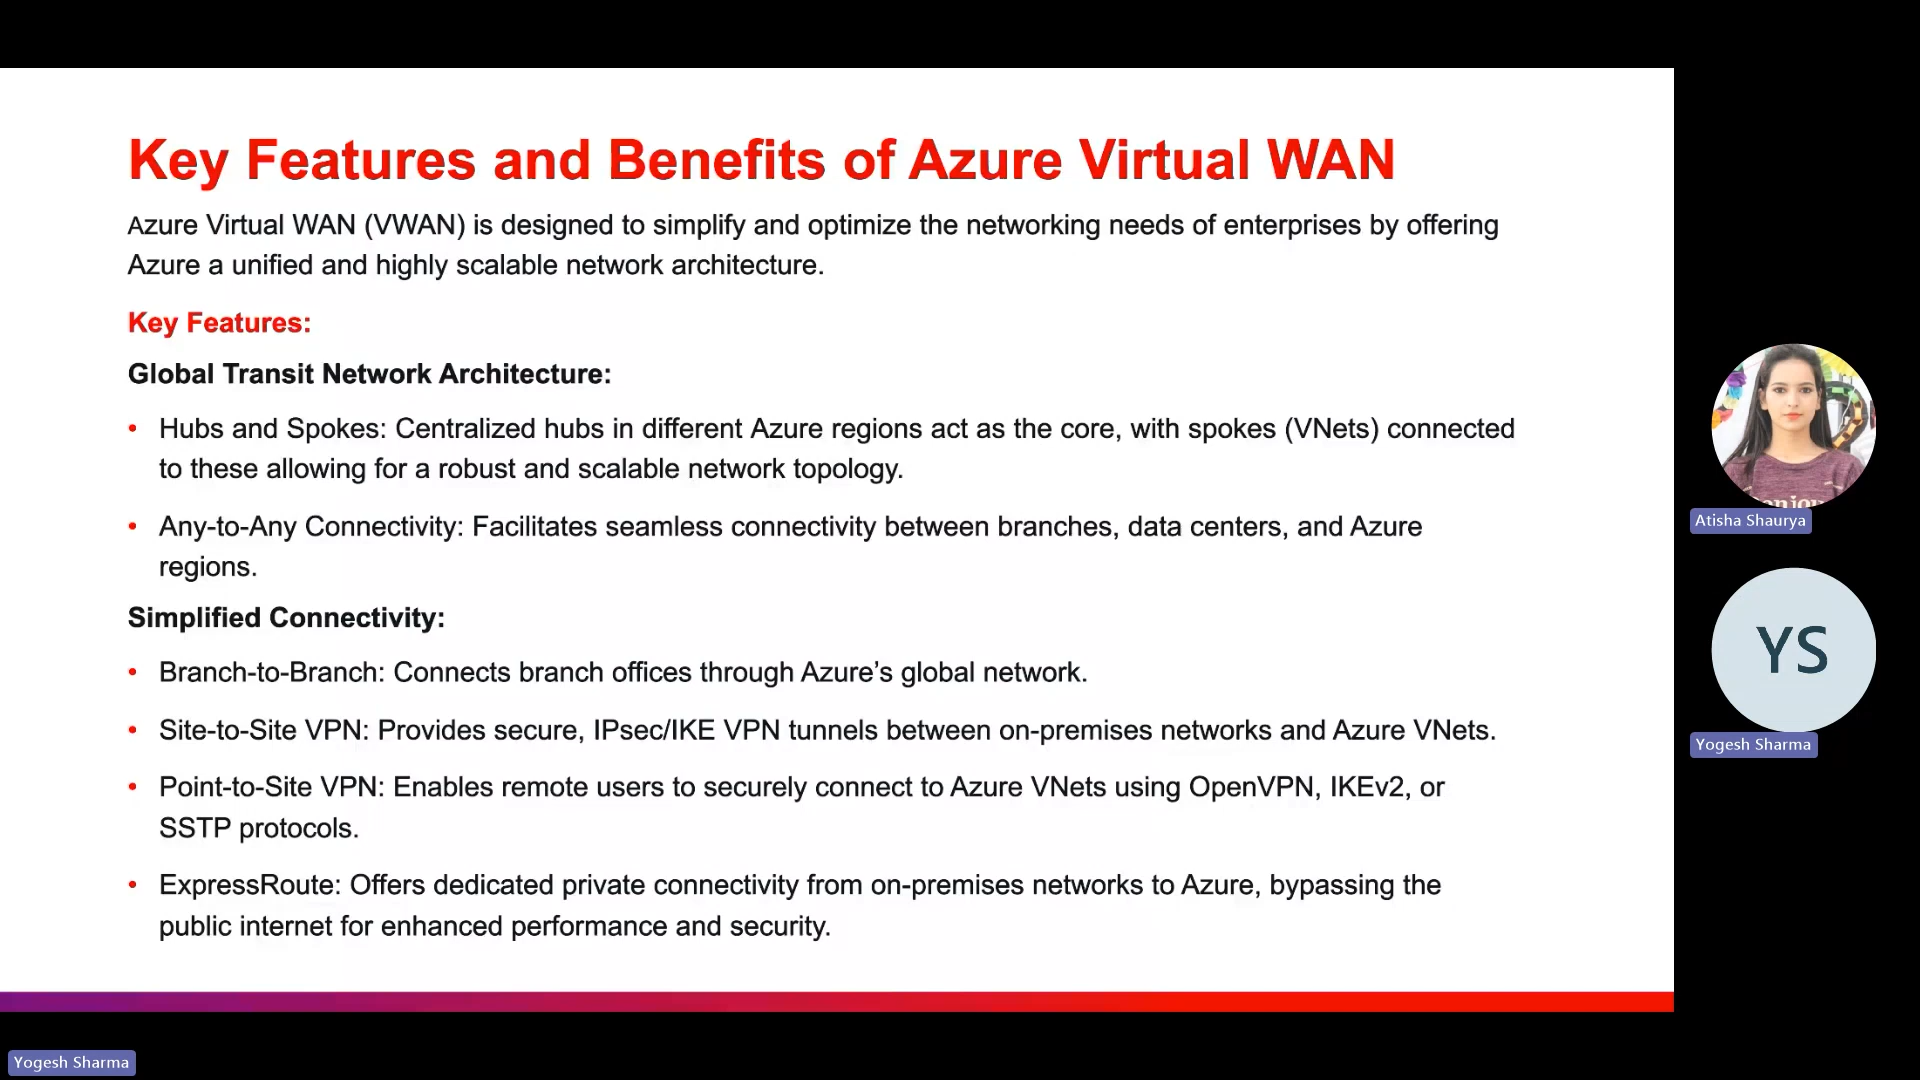 Key Features and Benefits of Azure Virtual WAN
Azure Virtual WAN (VWAN) is designed to simplify and optimize the networking needs of enterprises by offering
Azure a unified and highly scalable network architecture.
Key Features:
Global Transit Network Architecture:
• Hubs and Spokes: Centralized hubs in different Azure regions act as the core, with spokes (VNets) connected
to these allowing for a robust and scalable network topology.
• Any-to-Any Connectivity: Facilitates seamless connectivity between branches, data centers, and Azure
regions.
Simplified Connectivity:
• Branch-to-Branch: Connects branch offices through Azure’s global network.
• Site-to-Site VPN: Provides secure, IPsec/IKE VPN tunnels between on-premises networks and Azure VNets.
• Point-to-Site VPN: Enables remote users to securely connect to Azure VNets using OpenVPN, IKEv2, or
SSTP protocols.
• ExpressRoute: Offers dedicated private connectivity from on-premises networks to Azure, bypassing the
public internet for enhanced performance and security.
Atisha Shaurya
YS
Yogesh Sharma
Yogesh Sharma